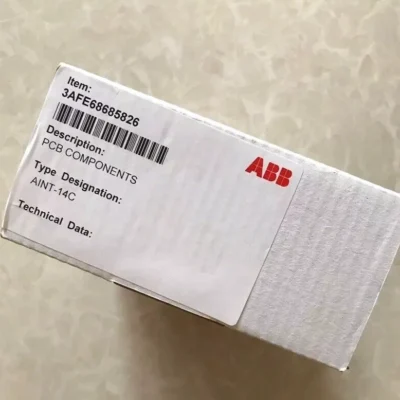 Item:
3AFE68685826
Description:
PCB COMPONENTS
Type Designation:
AINT-14C
Technical Data:
ABB